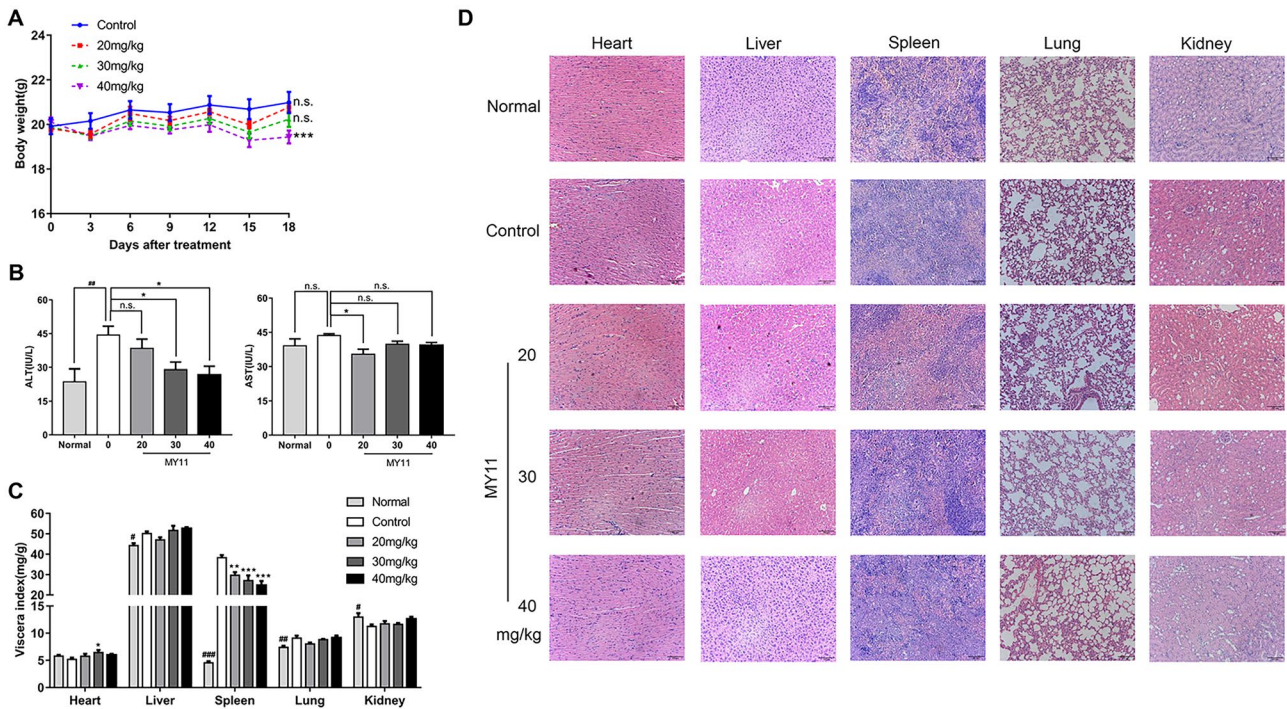 A
Control
20mg/kg
30mg/kg
40mg/kg
24
22
20
18
16
Body weight(g)
n.s.
n.s.
***
0 3 6 9 12 15 18
Days after treatment
B
##
*
*
n.s.
60
45
30
15
0
ALT(IU/L)
Normal 0 20 30 40
MY11
n.s.
n.s.
n.s.
*
60
45
30
15
0
AST(IU/L)
Normal 0 20 30 40
MY11
C
Normal
Control
20mg/kg
30mg/kg
40mg/kg
60
50
40
30
20
15
10
5
0
Viscera index(mg/g)
*
#
###
**
***
***
##
#
Heart Liver Spleen Lung Kidney
D
Heart Liver Spleen Lung Kidney
Normal
Control
20
30
40
mg/kg
MY11